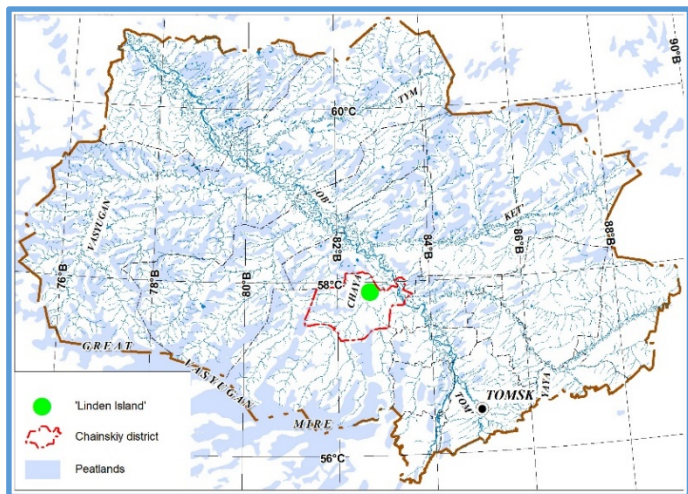 90°B
60°C
TYM
VASYUGAN
OB'
KET'
76°B
78°B
80°B
82°B
84°B
86°B
88°B
58°C
CHAYA
GREAT
VASYUGAN
MIRE
TOM'
TOMSK
YAYA
56°C
'Linden Island'
Chainskiy district
Peatlands